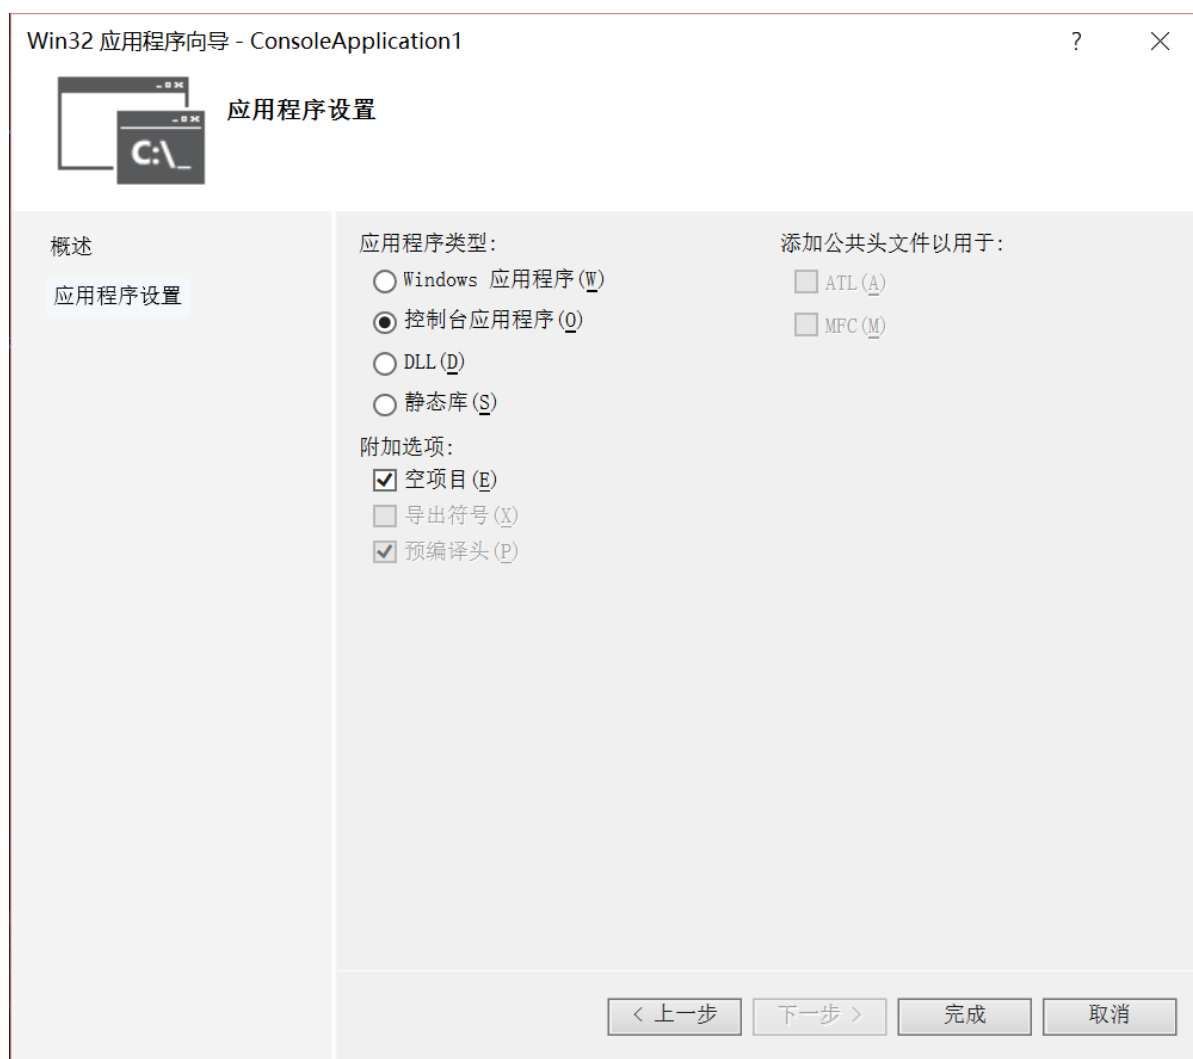 Win32 应用程序向导 - ConsoleApplication1
?
C:\_
应用程序设置
概述
应用程序设置
应用程序类型:
Windows 应用程序(W)
控制台应用程序(O)
DLL(D)
静态库(S)
附加选项:
空项目(E)
导出符号(X)
预编译头(P)
添加公共头文件以用于:
ATL(A)
MFC(M)
< 上一步
下一步 >
完成
取消